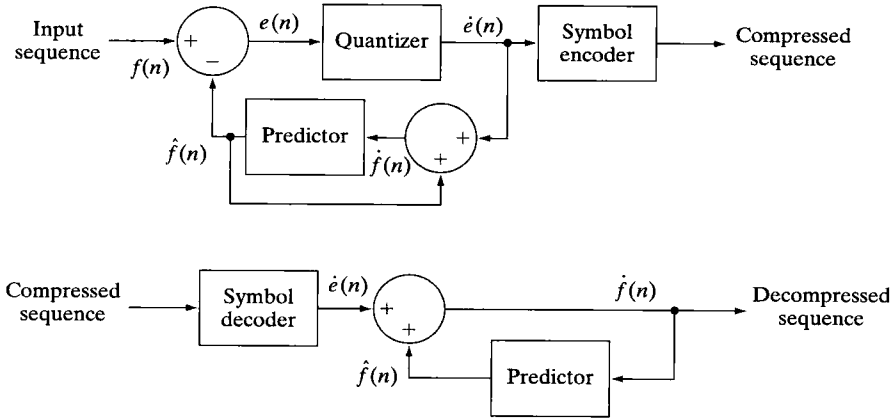 Input
sequence
f(n)
+
−
e(n)
Quantizer
ė(n)
Symbol
encoder
Compressed
sequence
f̂(n)
Predictor
ḟ(n)
+
+
Compressed
sequence
Symbol
decoder
ė(n)
+
+
ḟ(n)
Decompressed
sequence
f̂(n)
Predictor